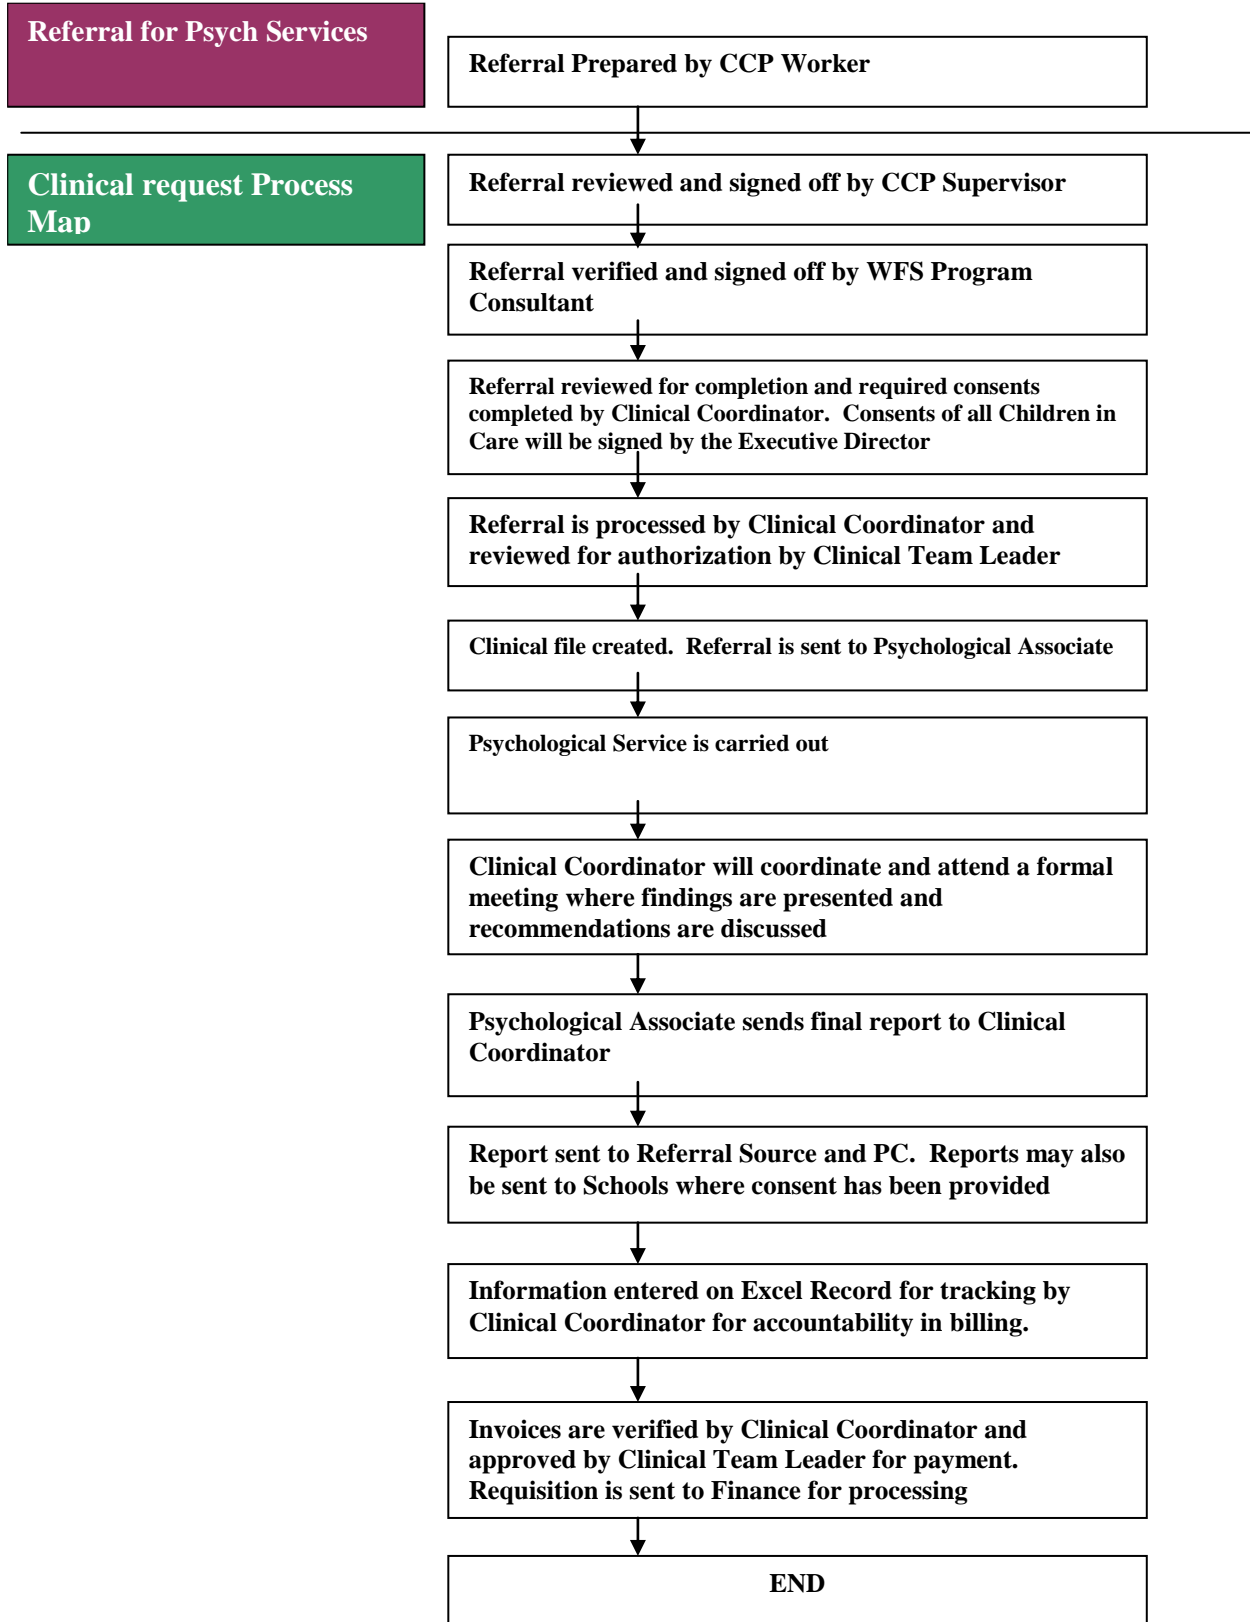 Referral for Psych Services
Referral Prepared by CCP Worker
Clinical request Process
Map
Referral reviewed and signed off by CCP Supervisor
Referral verified and signed off by WFS Program
Consultant
Referral reviewed for completion and required consents
completed by Clinical Coordinator.  Consents of all Children in
Care will be signed by the Executive Director
Referral is processed by Clinical Coordinator and
reviewed for authorization by Clinical Team Leader
Clinical file created.  Referral is sent to Psychological Associate
Psychological Service is carried out
Clinical Coordinator will coordinate and attend a formal
meeting where findings are presented and
recommendations are discussed
Psychological Associate sends final report to Clinical
Coordinator
Report sent to Referral Source and PC.  Reports may also
be sent to Schools where consent has been provided
Information entered on Excel Record for tracking by
Clinical Coordinator for accountability in billing.
Invoices are verified by Clinical Coordinator and
approved by Clinical Team Leader for payment.
Requisition is sent to Finance for processing
END